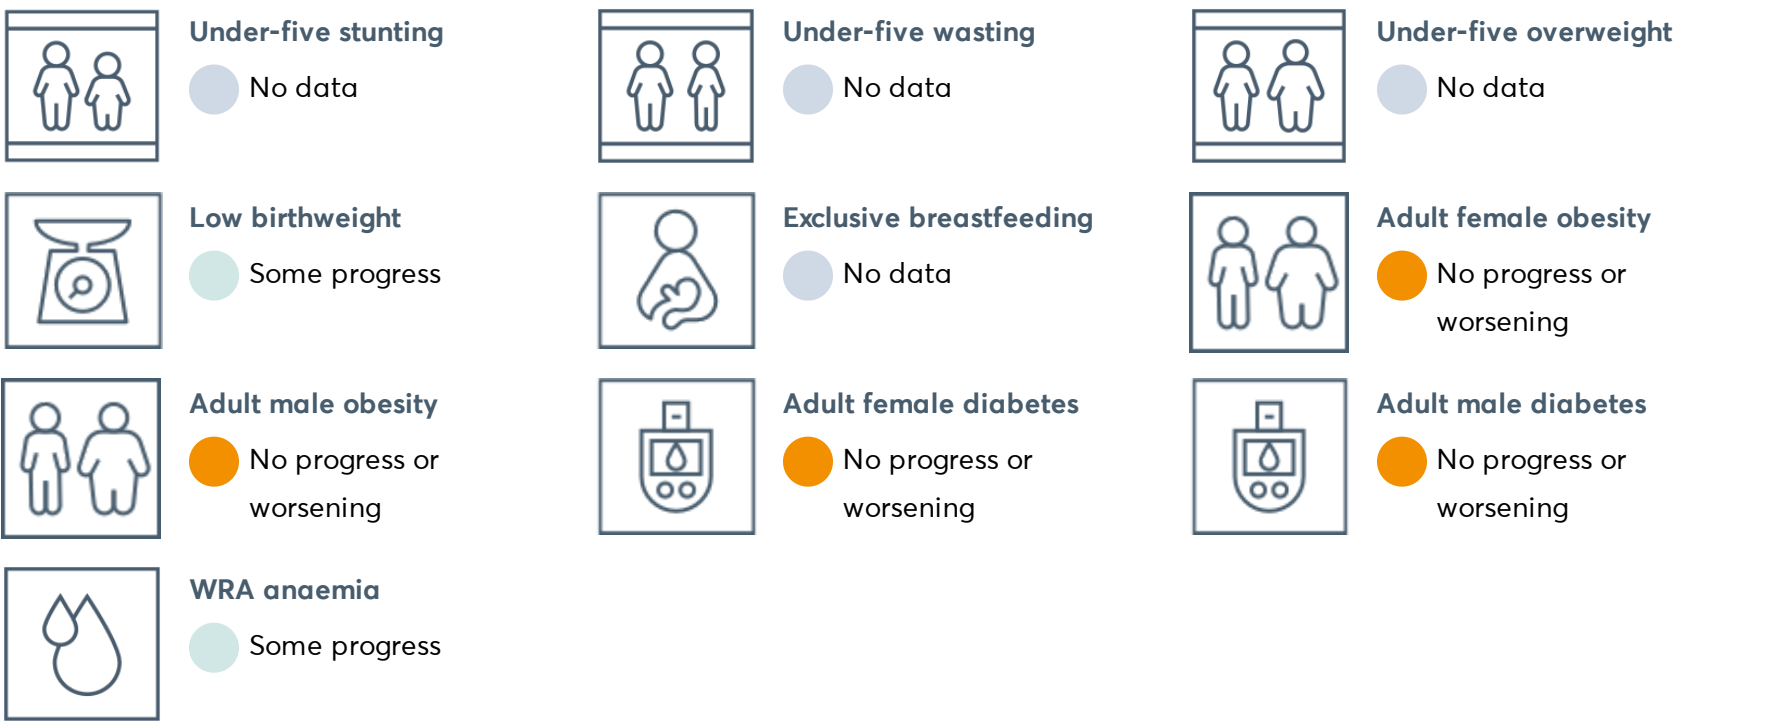 Under-five stunting
No data
Under-five wasting
No data
Under-five overweight
No data
Low birthweight
Some progress
Exclusive breastfeeding
No data
Adult female obesity
No progress or
worsening
Adult male obesity
No progress or
worsening
Adult female diabetes
No progress or
worsening
Adult male diabetes
No progress or
worsening
WRA anaemia
Some progress